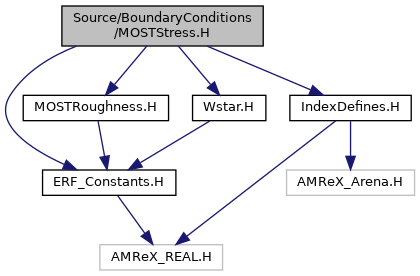 Source/BoundaryConditions
/MOSTStress.H
MOSTRoughness.H
Wstar.H
IndexDefines.H
ERF_Constants.H
AMReX_Arena.H
AMReX_REAL.H